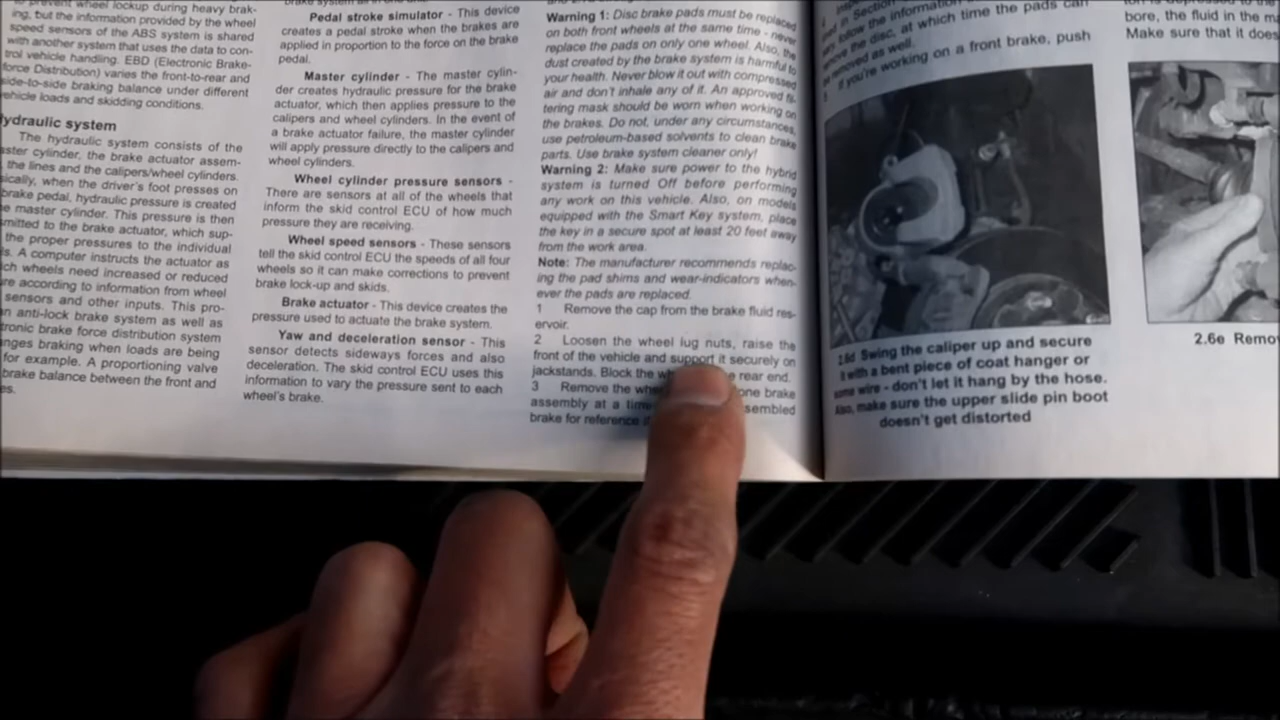 to prevent wheel lockup during heavy brak-
ing, but the information provided by the wheel
speed sensors of the ABS system is shared
with another system that uses the data to con-
trol vehicle handling. EBD (Electronic Brake-
force Distribution) varies the front-to-rear and
side-to-side braking balance under different
vehicle loads and skidding conditions.
Hydraulic system
The hydraulic system consists of the
master cylinder, the brake actuator assem-
the lines and the calipers/wheel cylinders.
when the driver's foot presses on
brake pedal, hydraulic pressure is created
master cylinder. This pressure is then
to the brake actuator, which sup-
the proper pressures to the individual
A computer instructs the actuator as
wheels need increased or reduced
according to information from wheel
sensors and other inputs. This pro-
an anti-lock brake system as well as
force distribution system
braking when loads are being
for example. A proportioning valve
brake balance between the front and
Pedal stroke simulator - This device
creates a pedal stroke when the brakes are
applied in proportion to the force on the brake
pedal.
Master cylinder - The master cylin-
der creates hydraulic pressure for the brake
actuator, which then applies pressure to the
calipers and wheel cylinders. In the event of
a brake actuator failure, the master cylinder
will apply pressure directly to the calipers and
wheel cylinders.
Wheel cylinder pressure sensors -
There are sensors at all of the wheels that
inform the skid control ECU of how much
pressure they are receiving.
Wheel speed sensors - These sensors
tell the skid control ECU the speeds of all four
wheels so it can make corrections to prevent
brake lock-up and skids.
Brake actuator - This device creates the
pressure used to actuate the brake system.
Yaw and deceleration sensor - This
sensor detects sideways forces and also
deceleration. The skid control ECU uses this
information to vary the pressure sent to each
wheel's brake.
Warning 1: Disc brake pads must be replaced
on both front wheels at the same time - never
replace the pads on only one wheel. Also, the
dust created by the brake system is harmful to
your health. Never blow it out with compressed
air and don't inhale any of it. An approved fil-
tering mask should be worn when working on
the brakes. Do not, under any circumstances,
use petroleum-based solvents to clean brake
parts. Use brake system cleaner only!
Warning 2: Make sure power to the hybrid
system is turned Off before performing
any work on this vehicle. Also, on models
equipped with the Smart Key system, place
the key in a secure spot at least 20 feet away
from the work area.
Note: The manufacturer recommends replac-
ing the pad shims and wear-indicators when-
ever the pads are replaced.
1 Remove the cap from the brake fluid res-
ervoir.
2 Loosen the wheel lug nuts, raise the
front of the vehicle and support it securely on
jackstands. Block the rear end.
3 Remove the one brake
assembly at a time
brake for reference
in Section
follow the information
the disc, at which time the pads can
be removed as well.
If you're working on a front brake, push
2.6d Swing the caliper up and secure
it with a bent piece of coat hanger or
some wire - don't let it hang by the hose.
Also, make sure the upper slide pin boot
doesn't get distorted
bore, the fluid in the
Make sure that it
2.6e